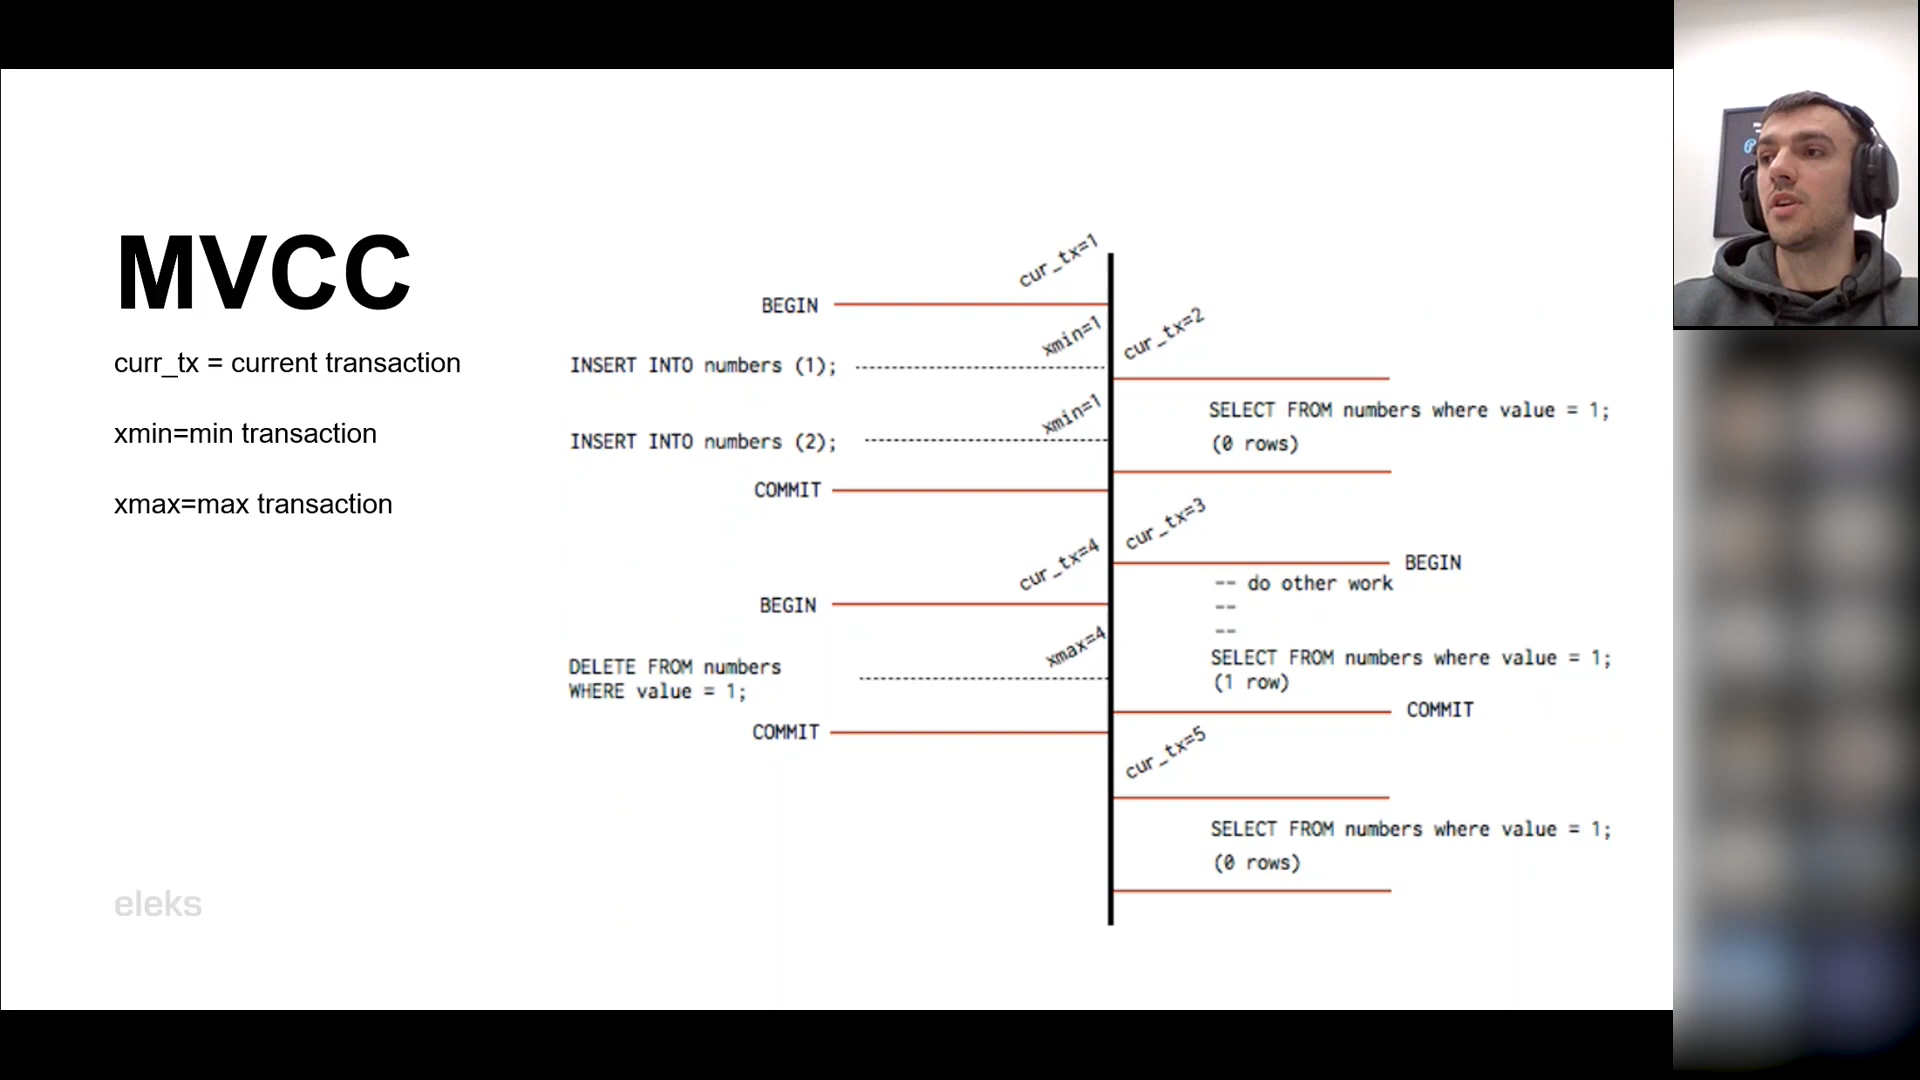 MVCC
curr_tx = current transaction
xmin=min transaction
xmax=max transaction
eleks
cur_tx=1
BEGIN
xmin=1
INSERT INTO numbers (1);
xmin=1
INSERT INTO numbers (2);
COMMIT
cur_tx=2
SELECT FROM numbers where value = 1;
(0 rows)
cur_tx=3
BEGIN
-- do other work
--
--
SELECT FROM numbers where value = 1;
(1 row)
COMMIT
cur_tx=4
BEGIN
xmax=4
DELETE FROM numbers
WHERE value = 1;
COMMIT
cur_tx=5
SELECT FROM numbers where value = 1;
(0 rows)